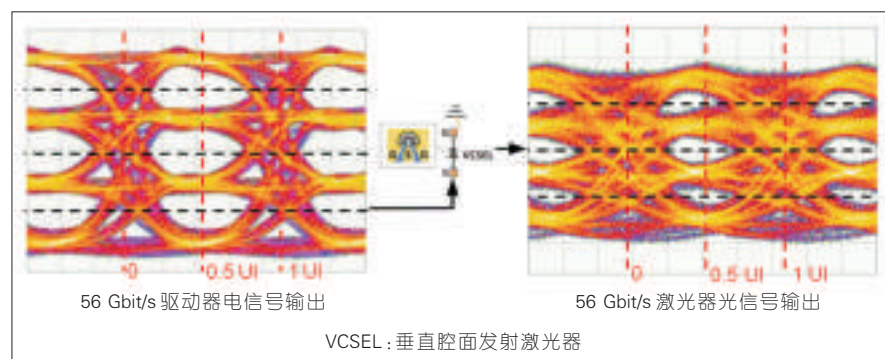 VCSEL
0 0.5 UI 1 UI
0 0.5 UI 1 UI
56 Gbit/s 驱动器电信号输出
56 Gbit/s 激光器光信号输出
VCSEL：垂直腔面发射激光器